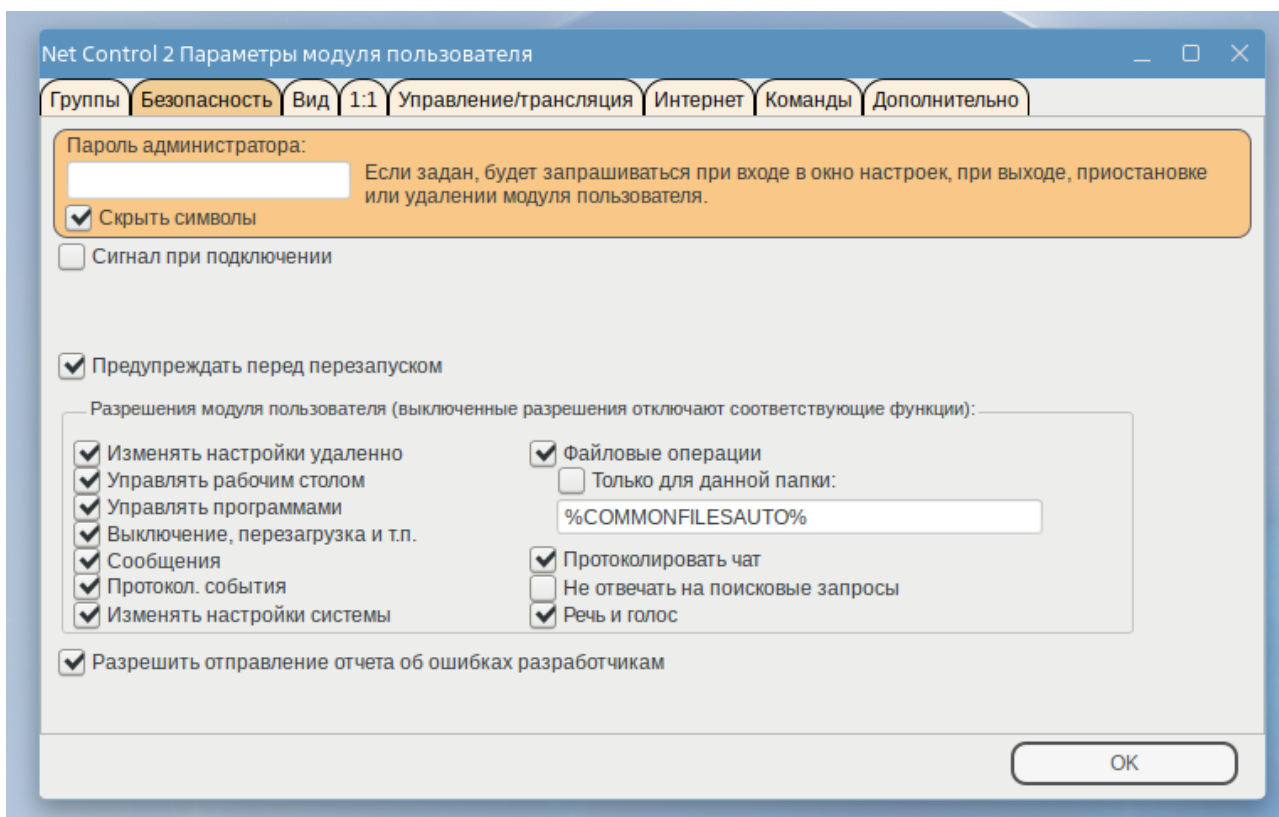 Net Control 2 Параметры модуля пользователя
Группы Безопасность Вид 1:1 Управление/трансляция Интернет Команды Дополнительно
Пароль администратора:
Если задан, будет запрашиваться при входе в окно настроек, при выходе, приостановке
или удалении модуля пользователя.
Скрыть символы
Сигнал при подключении
Предупреждать перед перезапуском
Разрешения модуля пользователя (выключенные разрешения отключают соответствующие функции):
Изменять настройки удаленно
Управлять рабочим столом
Управлять программами
Выключение, перезагрузка и т.п.
Сообщения
Протокол. события
Изменять настройки системы
Файловые операции
Только для данной папки:
%COMMONFILESAUTO%
Протоколировать чат
Не отвечать на поисковые запросы
Речь и голос
Разрешить отправление отчета об ошибках разработчикам
OK